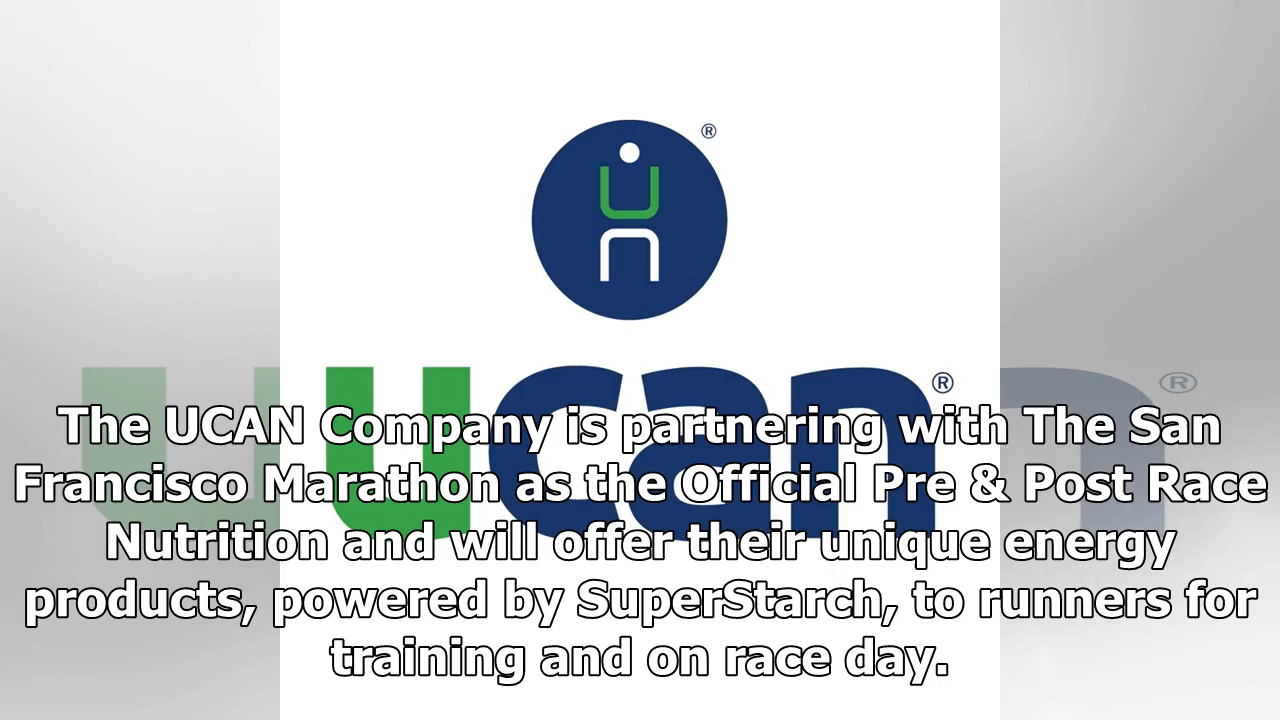 un®
ucan®
The UCAN Company is partnering with The San
Francisco Marathon as the Official Pre & Post Race
Nutrition and will offer their unique energy
products, powered by SuperStarch, to runners for
training and on race day.